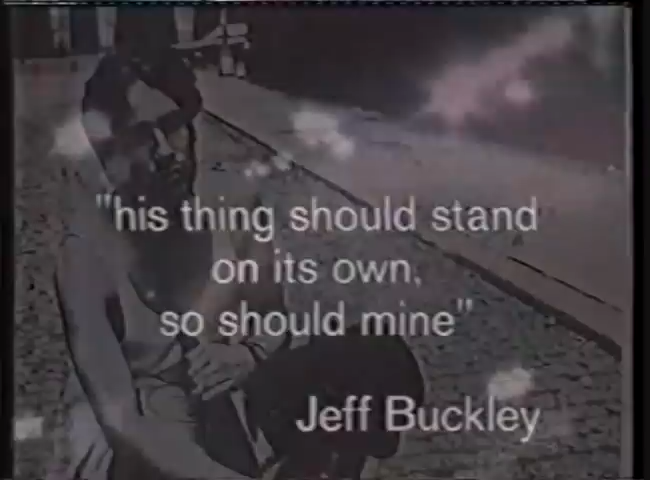 "his thing should stand
on its own,
so should mine"
Jeff Buckley